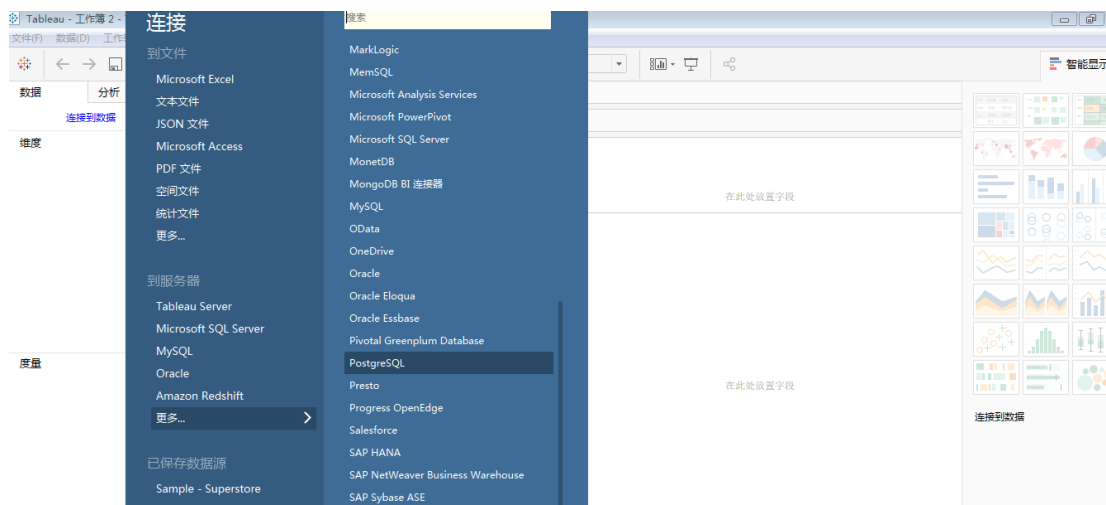 Tableau - 工作簿 2 -
文件(F) 数据(D) 工作
数据 分析
连接到数据
维度
度量
连接
到文件
Microsoft Excel
文本文件
JSON 文件
Microsoft Access
PDF 文件
空间文件
统计文件
更多...
到服务器
Tableau Server
Microsoft SQL Server
MySQL
Oracle
Amazon Redshift
更多...
已保存数据源
Sample - Superstore
搜索
MarkLogic
MemSQL
Microsoft Analysis Services
Microsoft PowerPivot
Microsoft SQL Server
MonetDB
MongoDB BI 连接器
MySQL
OData
OneDrive
Oracle
Oracle Eloqua
Oracle Essbase
Pivotal Greenplum Database
PostgreSQL
Presto
Progress OpenEdge
Salesforce
SAP HANA
SAP NetWeaver Business Warehouse
SAP Sybase ASE
在此处放置字段
在此处放置字段
智能显示
连接到数据